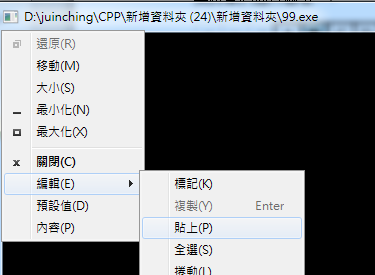 D:\juinching\CPP\新增資料夾 (24)\新增資料夾\99.exe
還原(R)
移動(M)
大小(S)
最小化(N)
最大化(X)
關閉(C)
編輯(E)
預設值(D)
內容(P)
標記(K)
複製(Y) Enter
貼上(P)
全選(S)
捲動(L)